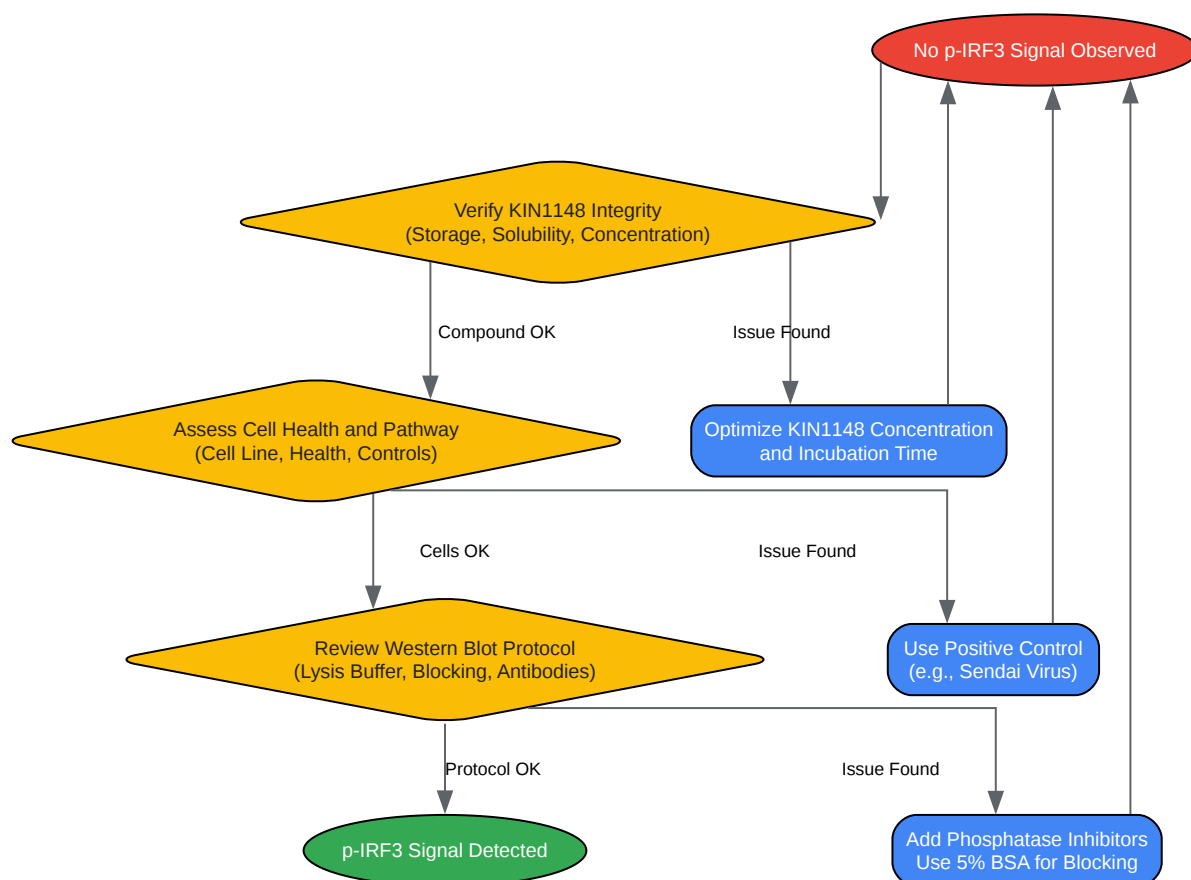 No p-IRF3 Signal Observed
Verify KIN1148 Integrity
(Storage, Solubility, Concentration)
Compound OK
Issue Found
Assess Cell Health and Pathway
(Cell Line, Health, Controls)
Optimize KIN1148 Concentration
and Incubation Time
Cells OK
Issue Found
Review Western Blot Protocol
(Lysis Buffer, Blocking, Antibodies)
Use Positive Control
(e.g., Sendai Virus)
Protocol OK
Issue Found
p-IRF3 Signal Detected
Add Phosphatase Inhibitors
Use 5% BSA for Blocking